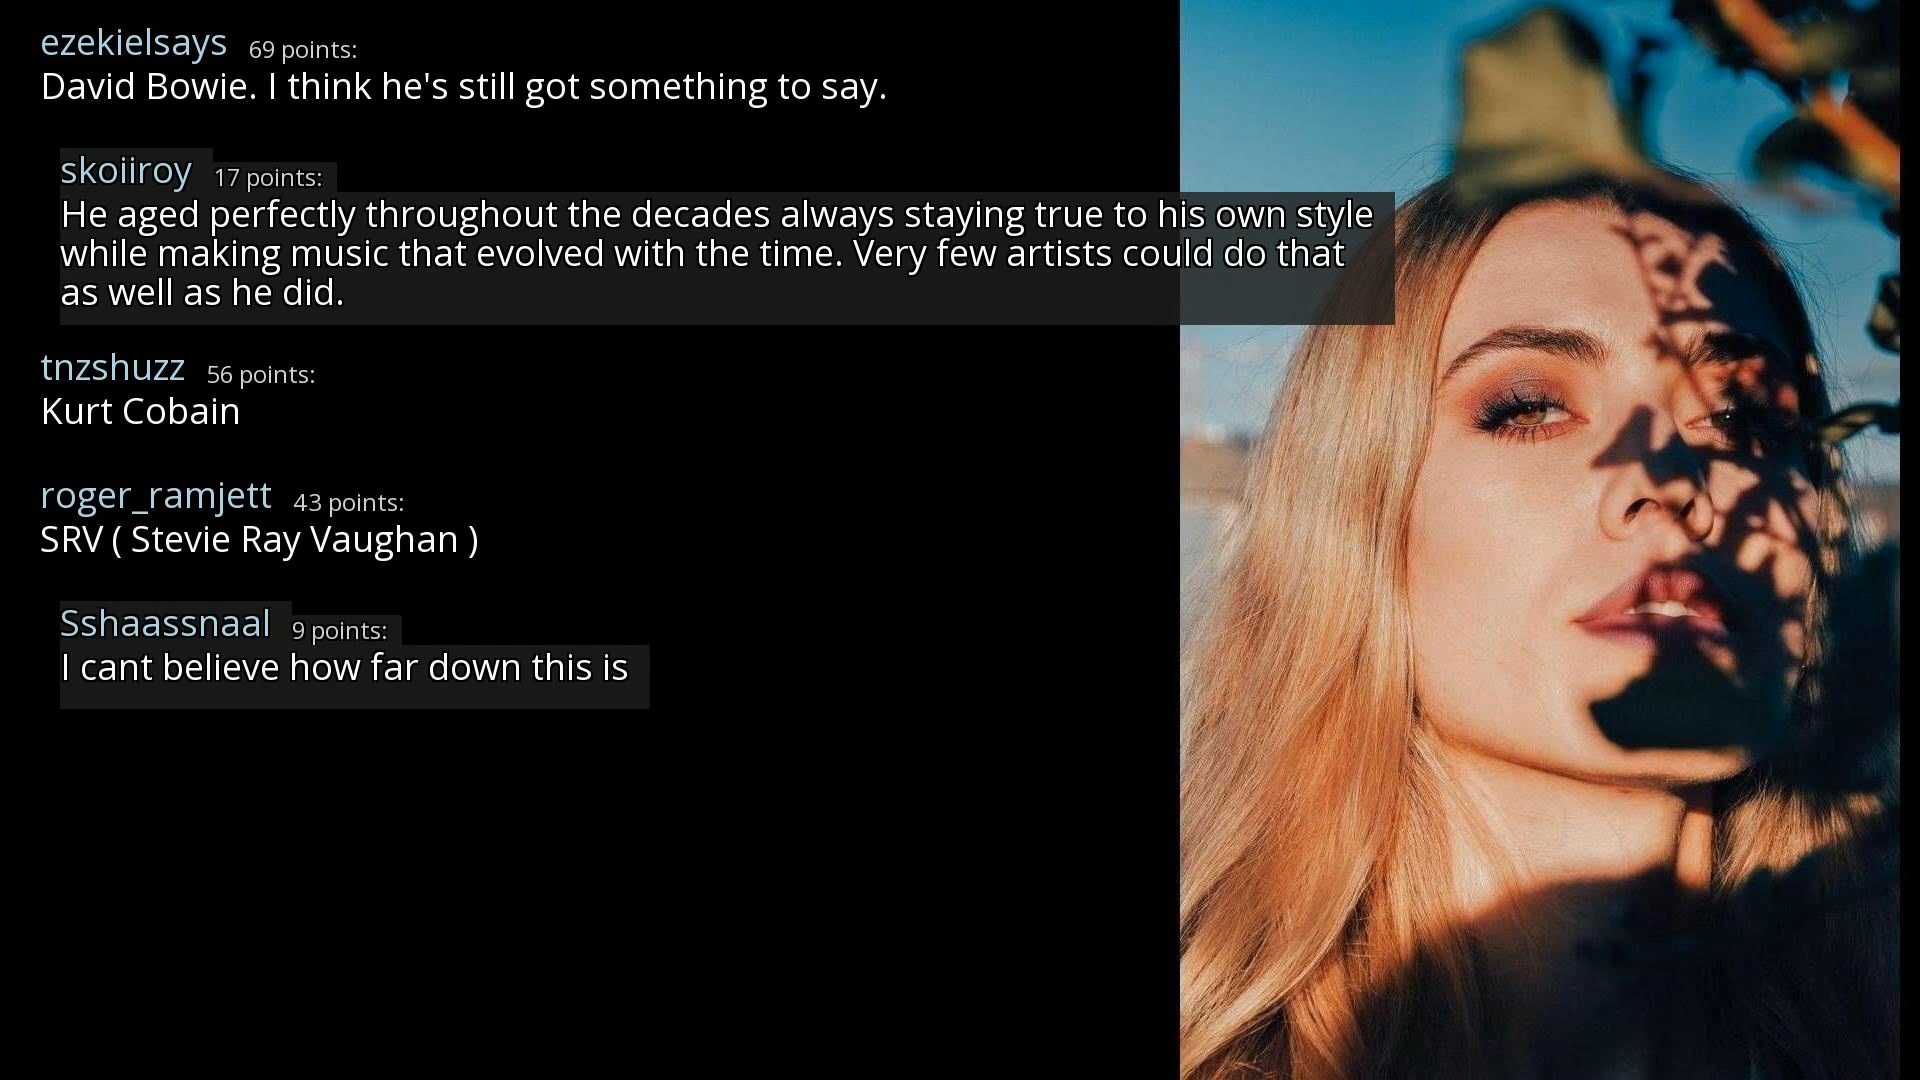 ezekielsays 69 points:
David Bowie. I think he's still got something to say.
skoiiroy 17 points:
He aged perfectly throughout the decades always staying true to his own style
while making music that evolved with the time. Very few artists could do that
as well as he did.
tnzshuzz 56 points:
Kurt Cobain
roger_ramjett 43 points:
SRV ( Stevie Ray Vaughan )
Sshaassnaal 9 points:
I cant believe how far down this is